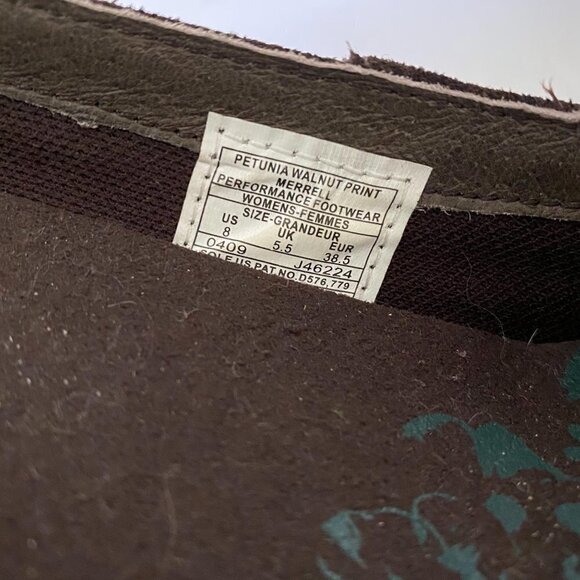 PETUNIA WALNUT PRINT
MERRELL
PERFORMANCE FOOTWEAR
WOMENS-FEMMES
SIZE-GRANDEUR
US UK EUR
8 5.5 38.5
0409 J46224
SOLE U.S. PAT NO. D576,779